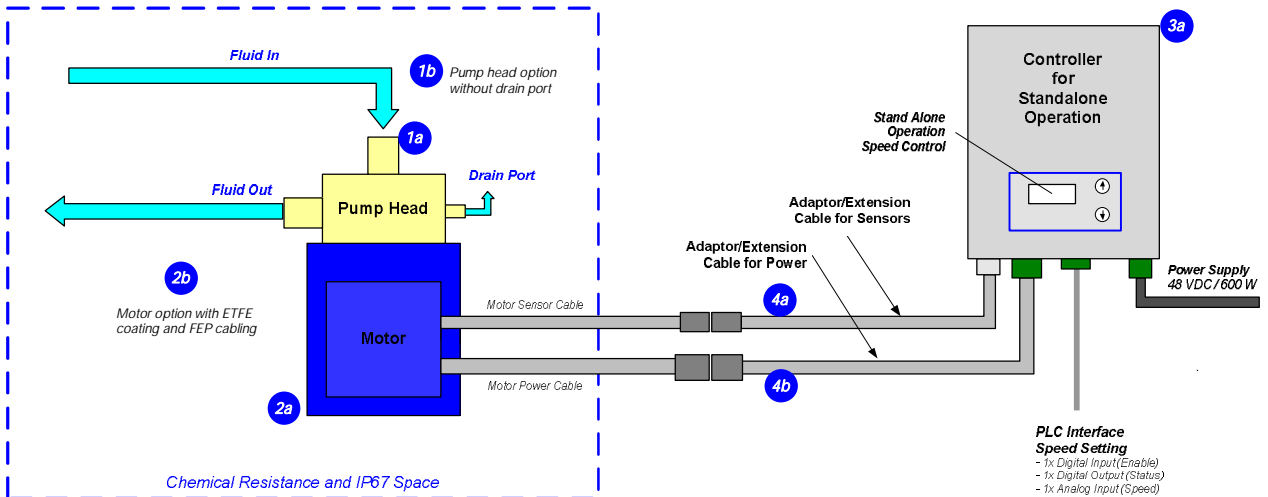 Fluid In
1b
Pump head option
without drain port
1a
Fluid Out
Drain Port
Pump Head
2b
Motor option with ETFE
coating and FEP cabling
Motor
2a
Motor Sensor Cable
Motor Power Cable
Chemical Resistance and IP67 Space
3a
Controller
for
Standalone
Operation
Stand Alone
Operation
Speed Control
Adaptor/Extension
Cable for Sensors
Adaptor/Extension
Cable for Power
4a
4b
Power Supply
48 VDC / 600 W
PLC Interface
Speed Setting
- 1x Digital Input (Enable)
- 1x Digital Output (Status)
- 1x Analog Input (Speed)